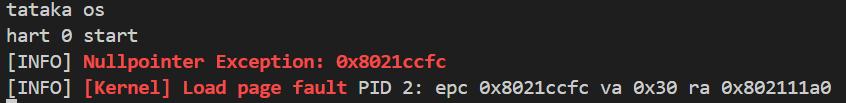 tataka os
hart 0 start
[INFO] Nullpointer Exception: 0x8021ccfc
[INFO] [Kernel] Load page fault PID 2: epc 0x8021ccfc va 0x30 ra 0x802111a0